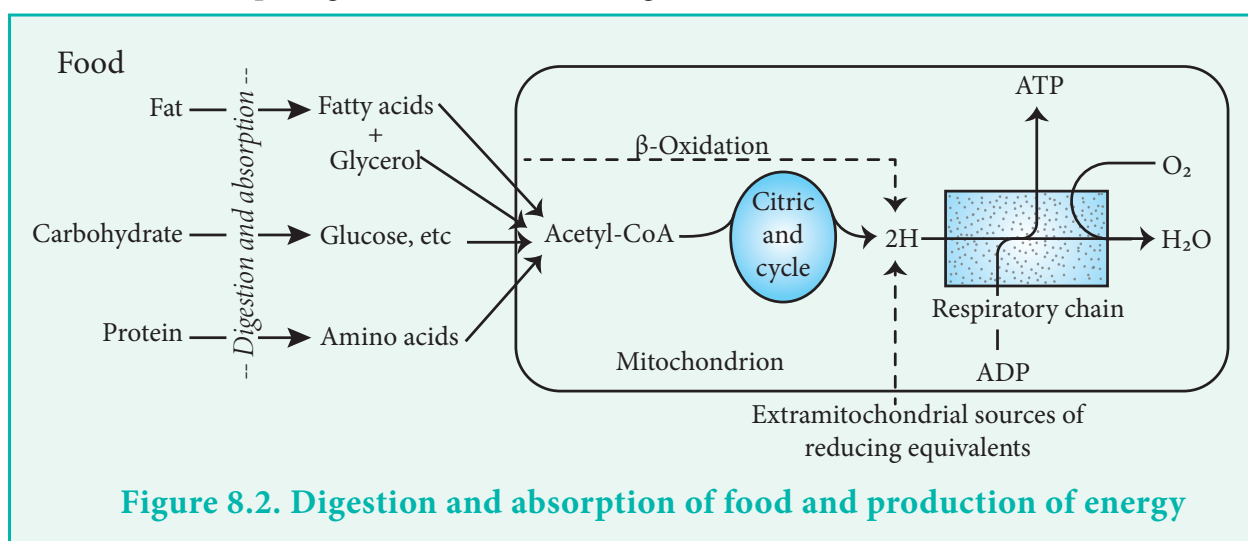 Food
Fat
Fatty acids
+
Glycerol
Carbohydrate
Glucose, etc
Protein
Amino acids
-- Digestion and absorption --
β-Oxidation
Acetyl-CoA
Citric
and
cycle
2H
ATP
O₂
H₂O
Respiratory chain
ADP
Mitochondrion
Extramitochondrial sources of
reducing equivalents
Figure 8.2. Digestion and absorption of food and production of energy